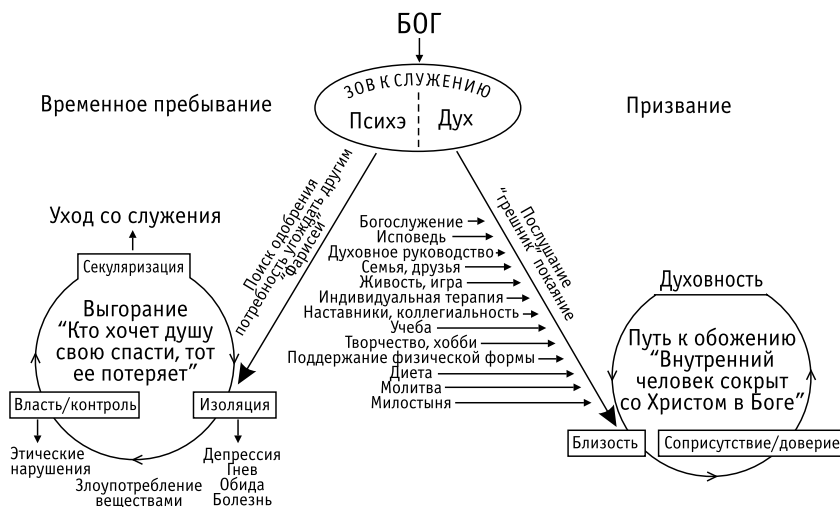 БОГ
ЗОВ К СЛУЖЕНИЮ
Психэ
Дух
Временное пребывание
Призвание
Поиск одобрения
потребность угождать другим
"Фарисей"
Послушание
"грешник" покаяние
Богослужение
Исповедь
Духовное руководство
Семья, друзья
Живость, игра
Индивидуальная терапия
Наставники, коллегиальность
Учеба
Творчество, хобби
Поддержание физической формы
Диета
Молитва
Милостыня
Уход со служения
Секуляризация
Выгорание
"Кто хочет душу
свою спасти, тот
ее потеряет"
Власть/контроль
Изоляция
Этические
нарушения
Злоупотребление
веществами
Депрессия
Гнев
Обида
Болезнь
Духовность
Путь к обожению
"Внутренний
человек сокрыт
со Христом в Боге"
Близость
Соприсутствие/доверие